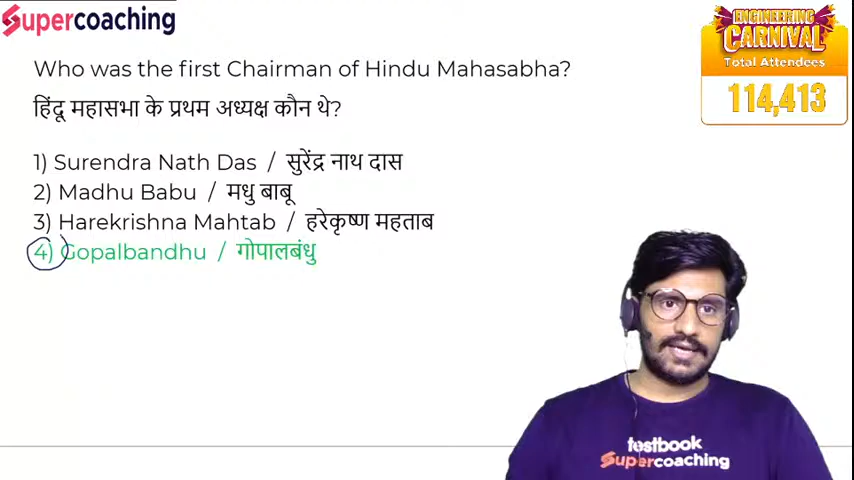 Supercoaching
ENGINEERING
CARNIVAL
Total Attendees
114,413
Who was the first Chairman of Hindu Mahasabha?
हिंदू महासभा के प्रथम अध्यक्ष कौन थे?
1) Surendra Nath Das / सुरेंद्र नाथ दास
2) Madhu Babu / मधु बाबू
3) Harekrishna Mahtab / हरेकृष्ण महताब
4) Gopalbandhu / गोपालबंधु
testbook
Supercoaching